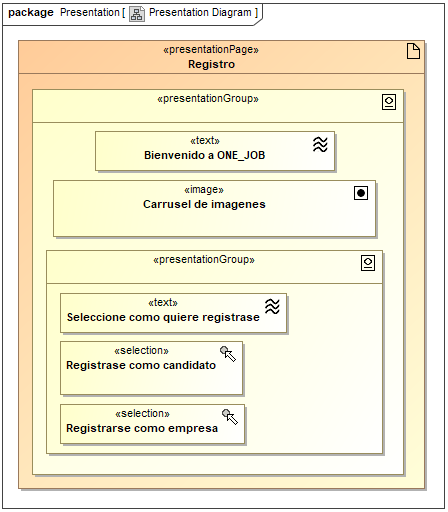 package Presentation [ Presentation Diagram ]
«presentationPage»
Registro
«presentationGroup»
«text»
Bienvenido a ONE_JOB
«image»
Carrusel de imagenes
«presentationGroup»
«text»
Seleccione como quiere registrase
«selection»
Registrase como candidato
«selection»
Registrarse como empresa